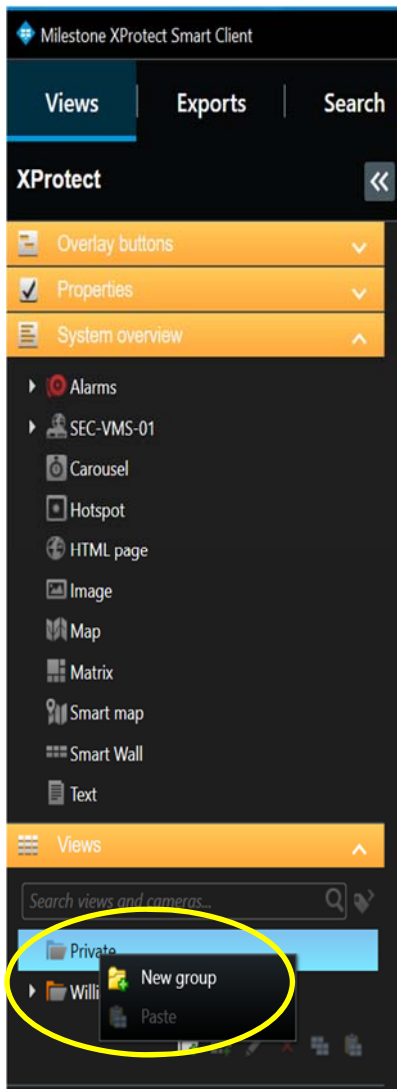 Milestone XProtect Smart Client
Views Exports Search
XProtect
Overlay buttons
Properties
System overview
Alarms
SEC-VMS-01
Carousel
Hotspot
HTML page
Image
Map
Matrix
Smart map
Smart Wall
Text
Views
Search views and cameras...
Private
New group
Willi
Paste